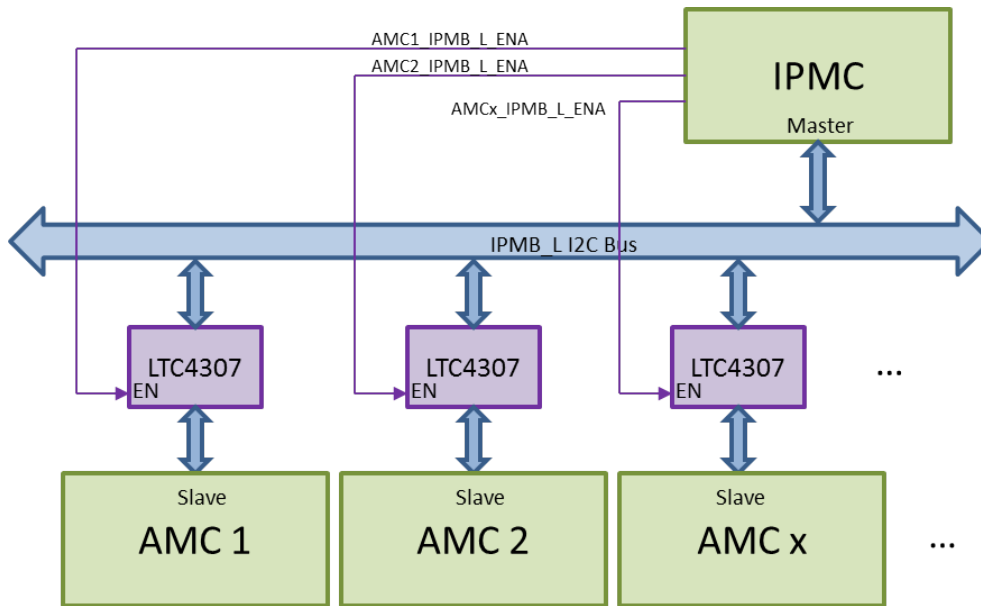 AMC1_IPMB_L_ENA
AMC2_IPMB_L_ENA
AMCx_IPMB_L_ENA
IPMC
Master
IPMB_L I2C Bus
LTC4307
EN
LTC4307
EN
LTC4307
EN
...
Slave
AMC 1
Slave
AMC 2
Slave
AMC x
...